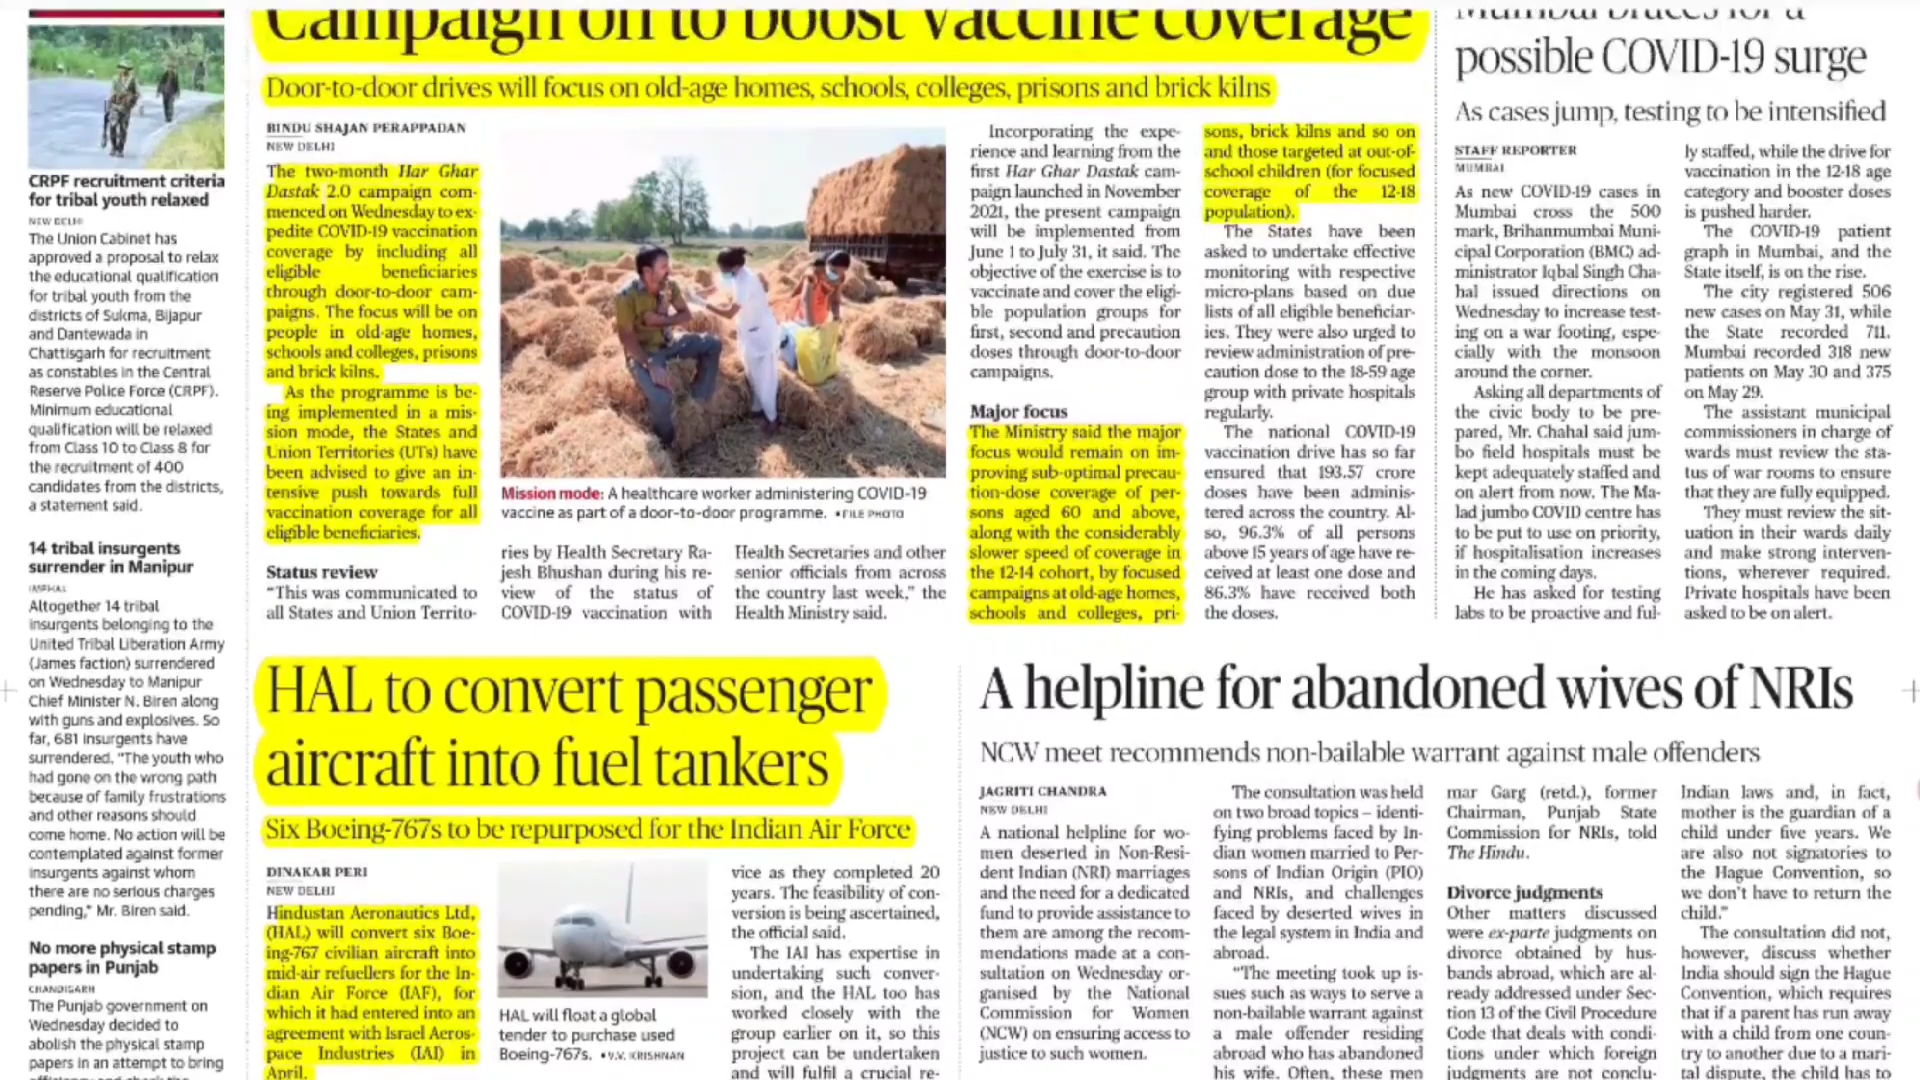 CRPF recruitment criteria
for tribal youth relaxed
NEW DELHI
The Union Cabinet has
approved a proposal to relax
the educational qualification
for tribal youth from the
districts of Sukma, Bijapur
and Dantewada in
Chattisgarh for recruitment
as constables in the Central
Reserve Police Force (CRPF).
Minimum educational
qualification will be relaxed
from Class 10 to Class 8 for
the recruitment of 400
candidates from the districts,
a statement said.
14 tribal insurgents
surrender in Manipur
IMPHAL
Altogether 14 tribal
insurgents belonging to the
United Tribal Liberation Army
(James faction) surrendered
on Wednesday to Manipur
Chief Minister N. Biren along
with guns and explosives. So
far, 681 insurgents have
surrendered. "The youth who
had gone on the wrong path
because of family frustrations
and other reasons should
come home. No action will be
contemplated against former
insurgents against whom
there are no serious charges
pending," Mr. Biren said.
No more physical stamp
papers in Punjab
CHANDIGARH
The Punjab government on
Wednesday decided to
abolish the physical stamp
papers in an attempt to bring
Campaign on to boost vaccine coverage
Door-to-door drives will focus on old-age homes, schools, colleges, prisons and brick kilns
BINDU SHAJAN PERAPPADAN
NEW DELHI
The two-month Har Ghar
Dastak 2.0 campaign com-
menced on Wednesday to ex-
pedite COVID-19 vaccination
coverage by including all
eligible beneficiaries
through door-to-door cam-
paigns. The focus will be on
people in old-age homes,
schools and colleges, prisons
and brick kilns.
As the programme is be-
ing implemented in a mis-
sion mode, the States and
Union Territories (UTs) have
been advised to give an in-
tensive push towards full
vaccination coverage for all
eligible beneficiaries.
Status review
"This was communicated to
all States and Union Territo-
Mission mode: A healthcare worker administering COVID-19
vaccine as part of a door-to-door programme. • FILE PHOTO
ries by Health Secretary Ra-
jesh Bhushan during his re-
view of the status of
COVID-19 vaccination with
Health Secretaries and other
senior officials from across
the country last week," the
Health Ministry said.
Incorporating the expe-
rience and learning from the
first Har Ghar Dastak cam-
paign launched in November
2021, the present campaign
will be implemented from
June 1 to July 31, it said. The
objective of the exercise is to
vaccinate and cover the eligi-
ble population groups for
first, second and precaution
doses through door-to-door
campaigns.
Major focus
The Ministry said the major
focus would remain on im-
proving sub-optimal precau-
tion-dose coverage of per-
sons aged 60 and above,
along with the considerably
slower speed of coverage in
the 12-14 cohort, by focused
campaigns at old-age homes,
schools and colleges, pri-
sons, brick kilns and so on
and those targeted at out-of-
school children (for focused
coverage of the 12-18
population).
The States have been
asked to undertake effective
monitoring with respective
micro-plans based on due
lists of all eligible beneficiar-
ies. They were also urged to
review administration of pre-
caution dose to the 18-59 age
group with private hospitals
regularly.
The national COVID-19
vaccination drive has so far
ensured that 193.57 crore
doses have been adminis-
tered across the country. Al-
so, 96.3% of all persons
above 15 years of age have re-
ceived at least one dose and
86.3% have received both
the doses.
Mumbai braces for a
possible COVID-19 surge
As cases jump, testing to be intensified
STAFF REPORTER
MUMBAI
As new COVID-19 cases in
Mumbai cross the 500
mark, Brihanmumbai Muni-
cipal Corporation (BMC) ad-
ministrator Iqbal Singh Cha-
hal issued directions on
Wednesday to increase test-
ing on a war footing, espe-
cially with the monsoon
around the corner.
Asking all departments of
the civic body to be pre-
pared, Mr. Chahal said jum-
bo field hospitals must be
kept adequately staffed and
on alert from now. The Ma-
lad jumbo COVID centre has
to be put to use on priority,
if hospitalisation increases
in the coming days.
He has asked for testing
labs to be proactive and ful-
ly staffed, while the drive for
vaccination in the 12-18 age
category and booster doses
is pushed harder.
The COVID-19 patient
graph in Mumbai, and the
State itself, is on the rise.
The city registered 506
new cases on May 31, while
the State recorded 711.
Mumbai recorded 318 new
patients on May 30 and 375
on May 29.
The assistant municipal
commissioners in charge of
wards must review the sta-
tus of war rooms to ensure
that they are fully equipped.
They must review the sit-
uation in their wards daily
and make strong interven-
tions, wherever required.
Private hospitals have been
asked to be on alert.
HAL to convert passenger
aircraft into fuel tankers
Six Boeing-767s to be repurposed for the Indian Air Force
DINAKAR PERI
NEW DELHI
Hindustan Aeronautics Ltd,
(HAL) will convert six Boe-
ing-767 civilian aircraft into
mid-air refuellers for the In-
dian Air Force (IAF), for
which it had entered into an
agreement with Israel Aeros-
pace Industries (IAI) in
April.
HAL will float a global
tender to purchase used
Boeing-767s. • V.V. KRISHNAN
vice as they completed 20
years. The feasibility of con-
version is being ascertained,
the official said.
The IAI has expertise in
undertaking such conver-
sion, and the HAL too has
worked closely with the
group earlier on it, so this
project can be undertaken
and will fulfil a crucial re-
A helpline for abandoned wives of NRIs
NCW meet recommends non-bailable warrant against male offenders
JAGRITI CHANDRA
NEW DELHI
A national helpline for wo-
men deserted in Non-Resi-
dent Indian (NRI) marriages
and the need for a dedicated
fund to provide assistance to
them are among the recom-
mendations made at a con-
sultation on Wednesday or-
ganised by the National
Commission for Women
(NCW) on ensuring access to
justice to such women.
The consultation was held
on two broad topics – identi-
fying problems faced by In-
dian women married to Per-
sons of Indian Origin (PIO)
and NRIs, and challenges
faced by deserted wives in
the legal system in India and
abroad.
"The meeting took up is-
sues such as ways to serve a
non-bailable warrant against
a male offender residing
abroad who has abandoned
his wife. Often, these men
mar Garg (retd.), former
Chairman, Punjab State
Commission for NRIs, told
The Hindu.
Divorce judgments
Other matters discussed
were ex-parte judgments on
divorce obtained by hus-
bands abroad, which are al-
ready addressed under Sec-
tion 13 of the Civil Procedure
Code that deals with condi-
tions under which foreign
judgments are not conclu-
Indian laws and, in fact,
mother is the guardian of a
child under five years. We
are also not signatories to
the Hague Convention, so
we don't have to return the
child."
The consultation did not,
however, discuss whether
India should sign the Hague
Convention, which requires
that if a parent has run away
with a child from one coun-
try to another due to a mari-
tal dispute, the child has to